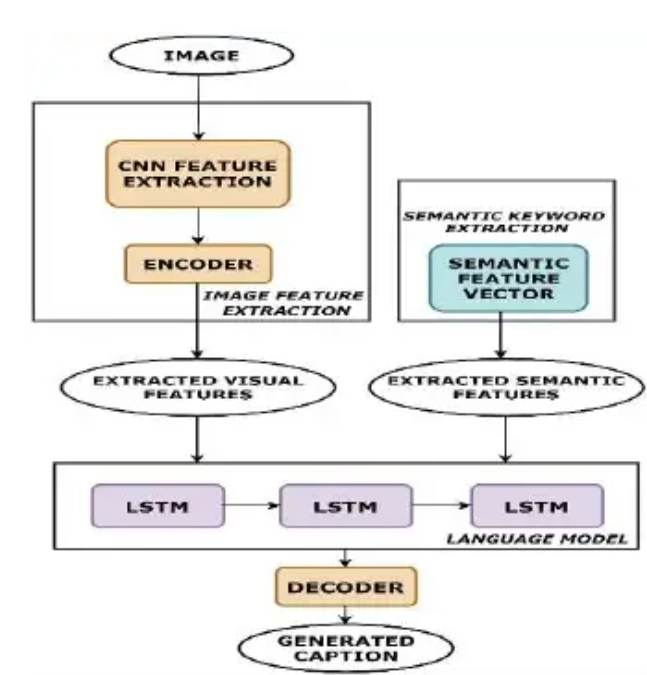 IMAGE
CNN FEATURE
EXTRACTION
ENCODER
IMAGE FEATURE
EXTRACTION
SEMANTIC KEYWORD
EXTRACTION
SEMANTIC
FEATURE
VECTOR
EXTRACTED VISUAL
FEATURES
EXTRACTED SEMANTIC
FEATURES
LSTM
LSTM
LSTM
LANGUAGE MODEL
DECODER
GENERATED
CAPTION